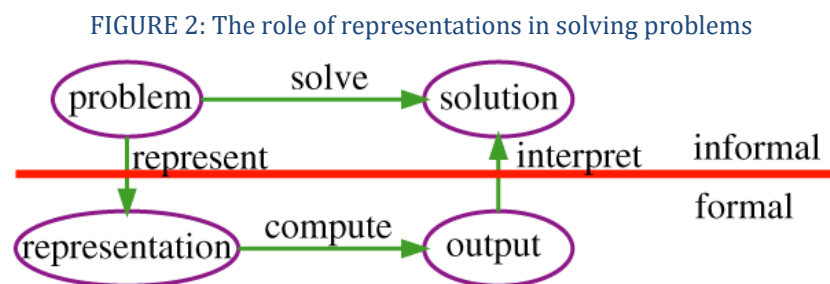 FIGURE 2: The role of representations in solving problems
problem
solve
solution
represent
interpret
informal
formal
representation
compute
output